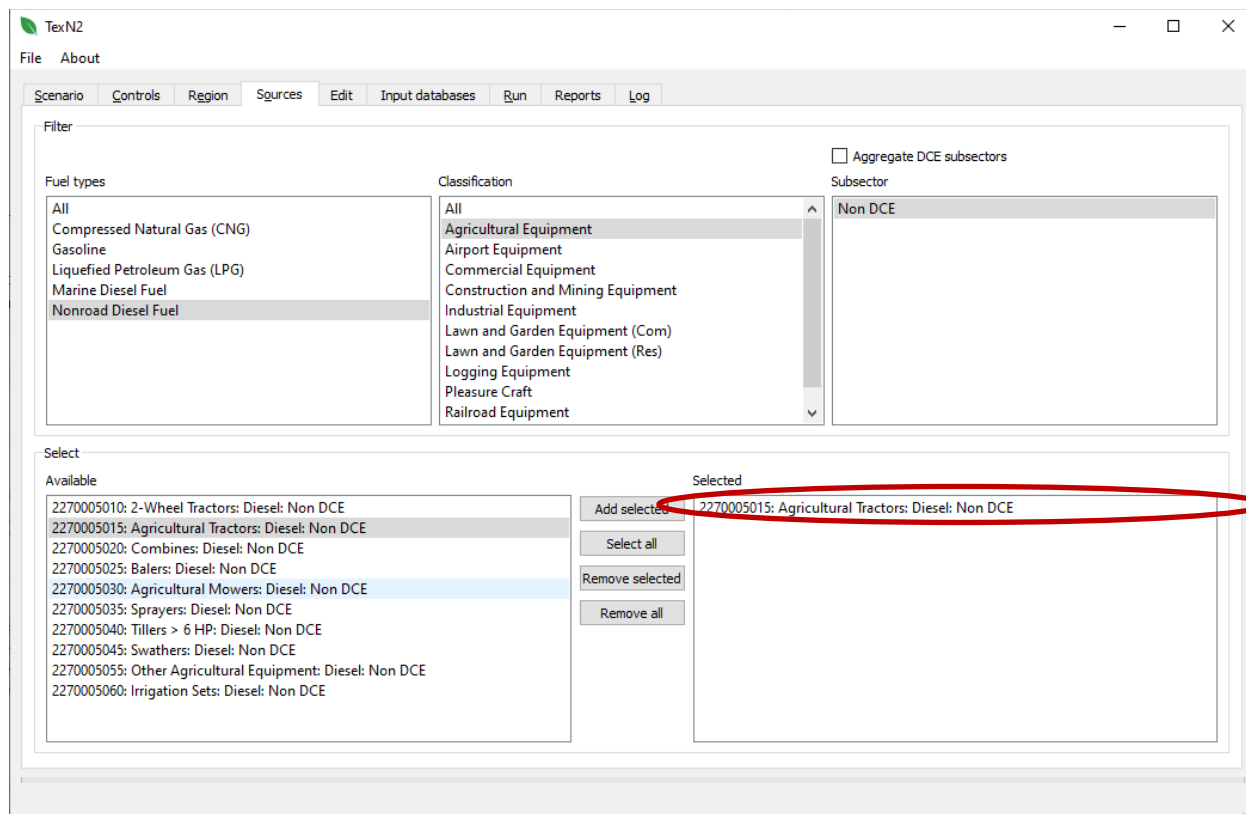 TexN2
File About
Scenario Controls Region Sources Edit Input databases Run Reports Log
Filter
Aggregate DCE subsectors
Fuel types
Classification
Subsector
All
Compressed Natural Gas (CNG)
Gasoline
Liquefied Petroleum Gas (LPG)
Marine Diesel Fuel
Nonroad Diesel Fuel
All
Agricultural Equipment
Airport Equipment
Commercial Equipment
Construction and Mining Equipment
Industrial Equipment
Lawn and Garden Equipment (Com)
Lawn and Garden Equipment (Res)
Logging Equipment
Pleasure Craft
Railroad Equipment
Non DCE
Select
Available
2270005010: 2-Wheel Tractors: Diesel: Non DCE
2270005015: Agricultural Tractors: Diesel: Non DCE
2270005020: Combines: Diesel: Non DCE
2270005025: Balers: Diesel: Non DCE
2270005030: Agricultural Mowers: Diesel: Non DCE
2270005035: Sprayers: Diesel: Non DCE
2270005040: Tillers > 6 HP: Diesel: Non DCE
2270005045: Swathers: Diesel: Non DCE
2270005055: Other Agricultural Equipment: Diesel: Non DCE
2270005060: Irrigation Sets: Diesel: Non DCE
Add selected
Select all
Remove selected
Remove all
Selected
2270005015: Agricultural Tractors: Diesel: Non DCE